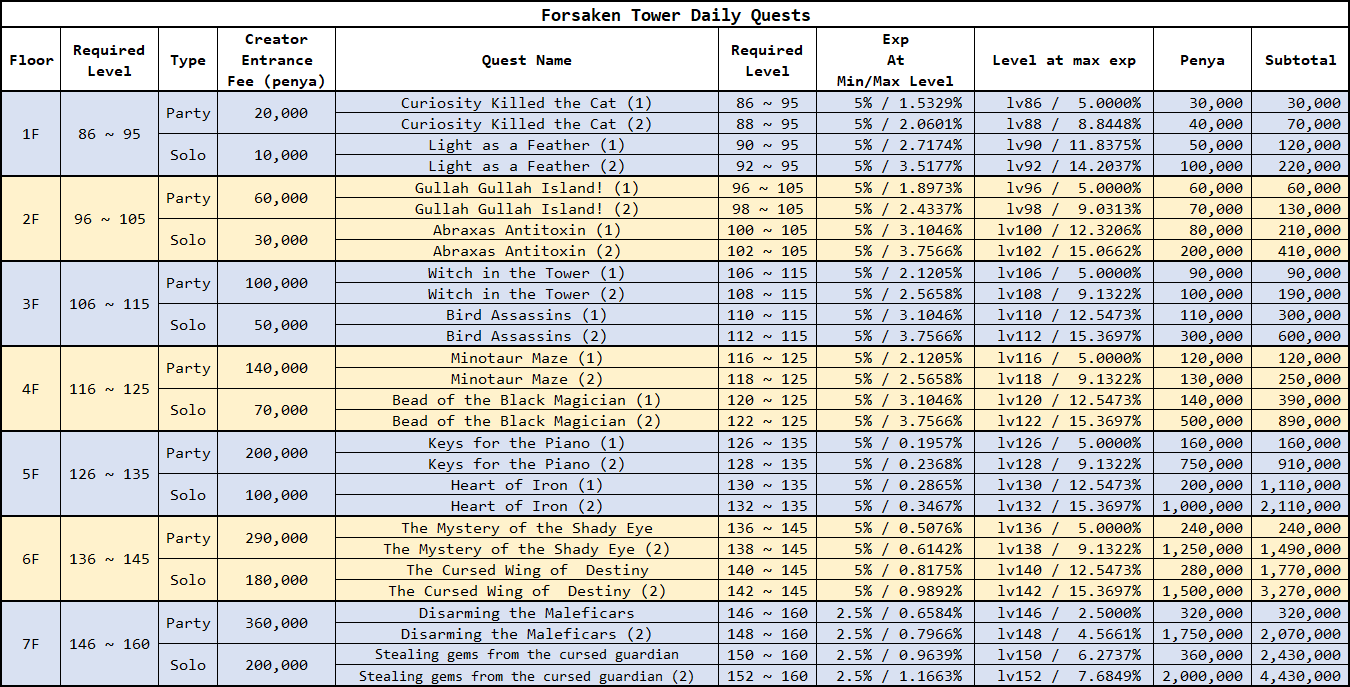 Forsaken Tower Daily Quests
Floor Required Level Type Creator Entrance Fee (penya) Quest Name Required Level Exp At Min/Max Level Level at max exp Penya Subtotal
1F 86 ~ 95 Party 20,000 Curiosity Killed the Cat (1) 86 ~ 95 5% / 1.5329% lv86 / 5.0000% 30,000 30,000
Curiosity Killed the Cat (2) 88 ~ 95 5% / 2.0601% lv88 / 8.8448% 40,000 70,000
Solo 10,000 Light as a Feather (1) 90 ~ 95 5% / 2.7174% lv90 / 11.8375% 50,000 120,000
Light as a Feather (2) 92 ~ 95 5% / 3.5177% lv92 / 14.2037% 100,000 220,000
2F 96 ~ 105 Party 60,000 Gullah Gullah Island! (1) 96 ~ 105 5% / 1.8973% lv96 / 5.0000% 60,000 60,000
Gullah Gullah Island! (2) 98 ~ 105 5% / 2.4337% lv98 / 9.0313% 70,000 130,000
Solo 30,000 Abraxas Antitoxin (1) 100 ~ 105 5% / 3.1046% lv100 / 12.3206% 80,000 210,000
Abraxas Antitoxin (2) 102 ~ 105 5% / 3.7566% lv102 / 15.0662% 200,000 410,000
3F 106 ~ 115 Party 100,000 Witch in the Tower (1) 106 ~ 115 5% / 2.1205% lv106 / 5.0000% 90,000 90,000
Witch in the Tower (2) 108 ~ 115 5% / 2.5658% lv108 / 9.1322% 100,000 190,000
Solo 50,000 Bird Assassins (1) 110 ~ 115 5% / 3.1046% lv110 / 12.5473% 110,000 300,000
Bird Assassins (2) 112 ~ 115 5% / 3.7566% lv112 / 15.3697% 300,000 600,000
4F 116 ~ 125 Party 140,000 Minotaur Maze (1) 116 ~ 125 5% / 2.1205% lv116 / 5.0000% 120,000 120,000
Minotaur Maze (2) 118 ~ 125 5% / 2.5658% lv118 / 9.1322% 130,000 250,000
Solo 70,000 Bead of the Black Magician (1) 120 ~ 125 5% / 3.1046% lv120 / 12.5473% 140,000 390,000
Bead of the Black Magician (2) 122 ~ 125 5% / 3.7566% lv122 / 15.3697% 500,000 890,000
5F 126 ~ 135 Party 200,000 Keys for the Piano (1) 126 ~ 135 5% / 0.1957% lv126 / 5.0000% 160,000 160,000
Keys for the Piano (2) 128 ~ 135 5% / 0.2368% lv128 / 9.1322% 750,000 910,000
Solo 100,000 Heart of Iron (1) 130 ~ 135 5% / 0.2865% lv130 / 12.5473% 200,000 1,110,000
Heart of Iron (2) 132 ~ 135 5% / 0.3467% lv132 / 15.3697% 1,000,000 2,110,000
6F 136 ~ 145 Party 290,000 The Mystery of the Shady Eye 136 ~ 145 5% / 0.5076% lv136 / 5.0000% 240,000 240,000
The Mystery of the Shady Eye (2) 138 ~ 145 5% / 0.6142% lv138 / 9.1322% 1,250,000 1,490,000
Solo 180,000 The Cursed Wing of  Destiny 140 ~ 145 5% / 0.8175% lv140 / 12.5473% 280,000 1,770,000
The Cursed Wing of  Destiny (2) 142 ~ 145 5% / 0.9892% lv142 / 15.3697% 1,500,000 3,270,000
7F 146 ~ 160 Party 360,000 Disarming the Maleficars 146 ~ 160 2.5% / 0.6584% lv146 / 2.5000% 320,000 320,000
Disarming the Maleficars (2) 148 ~ 160 2.5% / 0.7966% lv148 / 4.5661% 1,750,000 2,070,000
Solo 200,000 Stealing gems from the cursed guardian 150 ~ 160 2.5% / 0.9639% lv150 / 6.2737% 360,000 2,430,000
Stealing gems from the cursed guardian (2) 152 ~ 160 2.5% / 1.1663% lv152 / 7.6849% 2,000,000 4,430,000